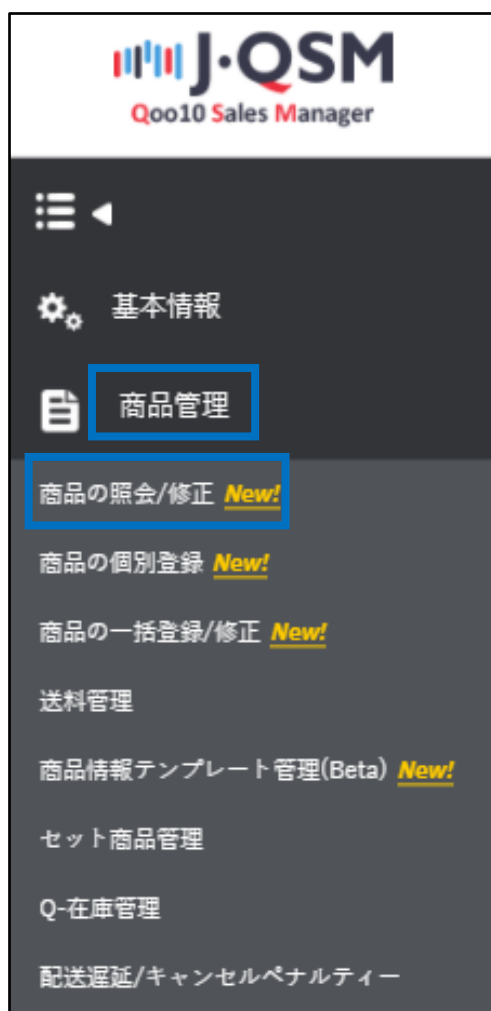 J·QSM
Qoo10 Sales Manager
基本情報
商品管理
商品の照会/修正 New!
商品の個別登録 New!
商品の一括登録/修正 New!
送料管理
商品情報テンプレート管理(Beta) New!
セット商品管理
Q-在庫管理
配送遅延/キャンセルペナルティー